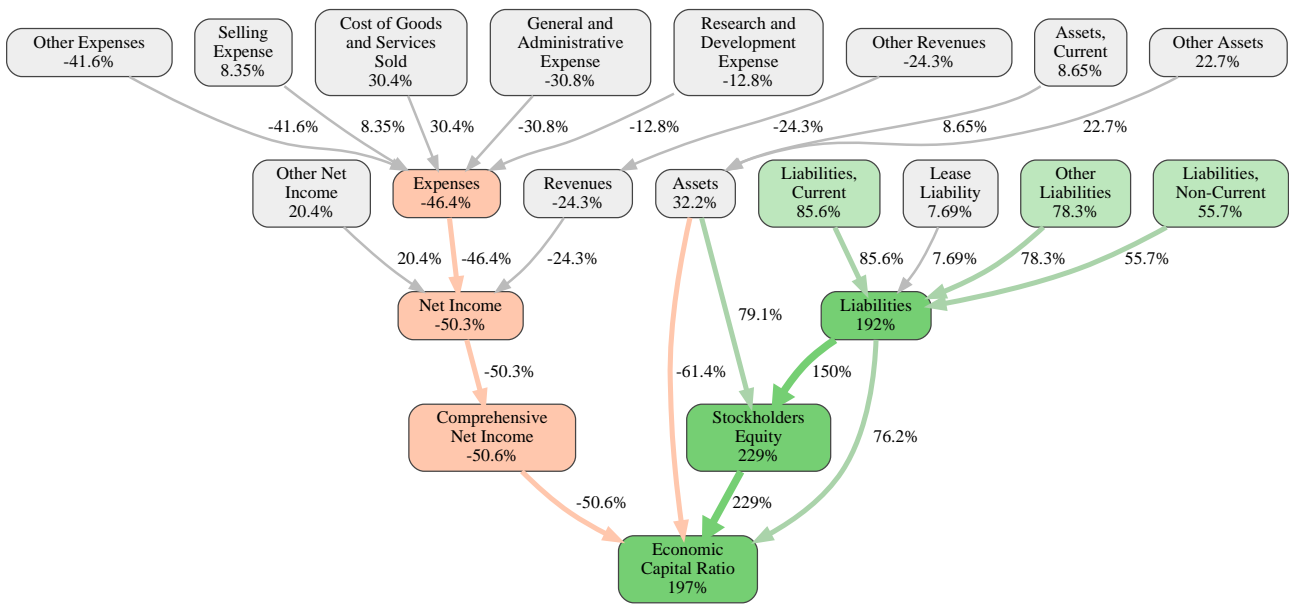 Other Expenses
-41.6%
Selling
Expense
8.35%
Cost of Goods
and Services
Sold
30.4%
General and
Administrative
Expense
-30.8%
Research and
Development
Expense
-12.8%
Other Revenues
-24.3%
Assets,
Current
8.65%
Other Assets
22.7%
-41.6%
8.35%
30.4%
-30.8%
-12.8%
-24.3%
8.65%
22.7%
Other Net
Income
20.4%
Expenses
-46.4%
Revenues
-24.3%
Assets
32.2%
Liabilities,
Current
85.6%
Lease
Liability
7.69%
Other
Liabilities
78.3%
Liabilities,
Non-Current
55.7%
20.4%
-46.4%
-24.3%
85.6%
7.69%
78.3%
55.7%
Net Income
-50.3%
79.1%
Liabilities
192%
-50.3%
-61.4%
150%
Comprehensive
Net Income
-50.6%
Stockholders
Equity
229%
76.2%
-50.6%
229%
Economic
Capital Ratio
197%